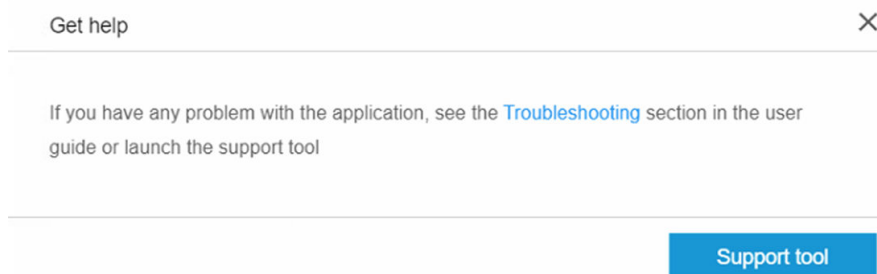 Get help
If you have any problem with the application, see the Troubleshooting section in the user
guide or launch the support tool
Support tool